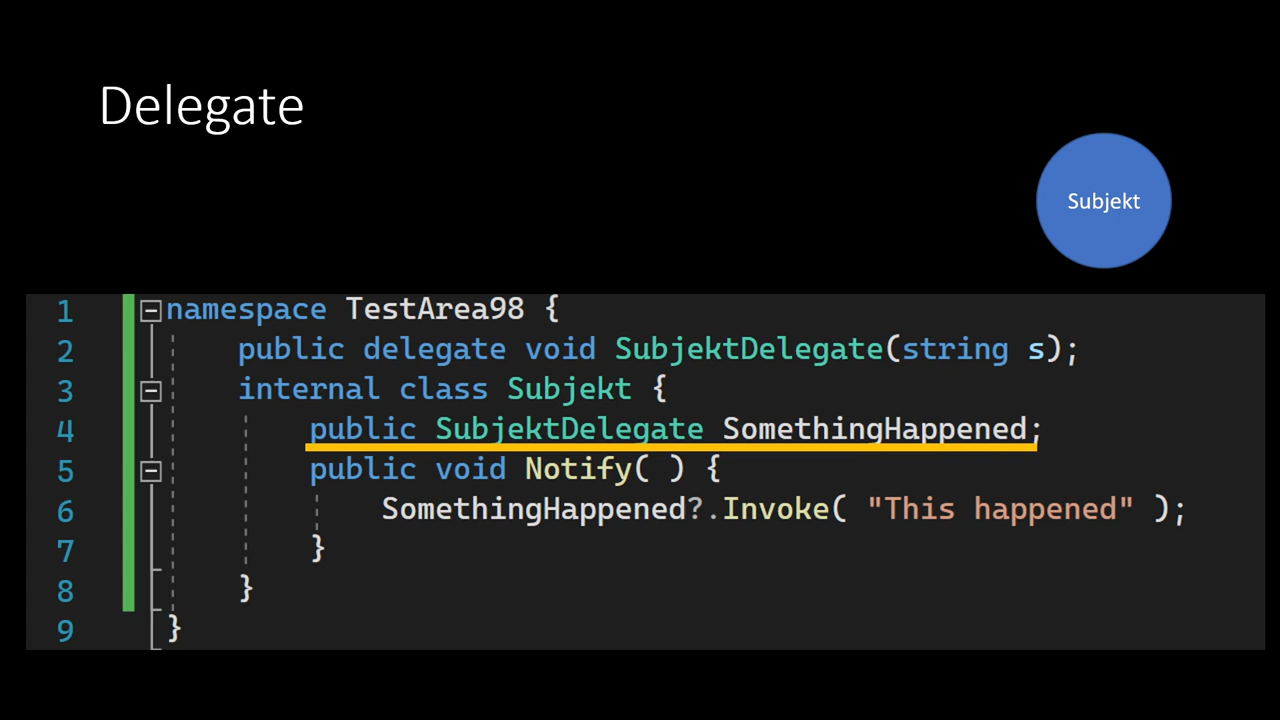 Delegate
Subjekt
1 namespace TestArea98 {
2 public delegate void SubjektDelegate(string s);
3 internal class Subjekt {
4 public SubjektDelegate SomethingHappened;
5 public void Notify( ) {
6 SomethingHappened?.Invoke( "This happened" );
7 }
8 }
9 }